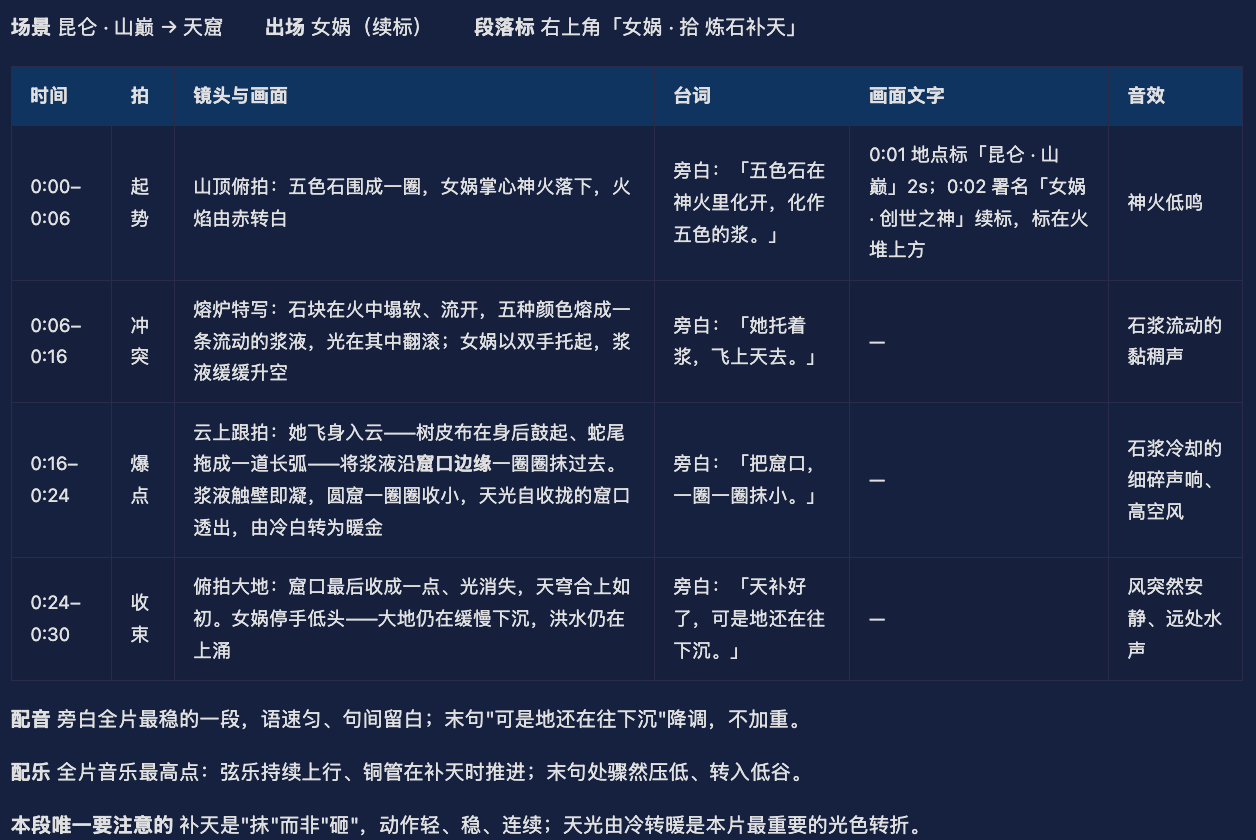 场景 昆仑 · 山巅 → 天窟 出场 女娲（续标） 段落标 右上角「女娲 · 拾 炼石补天」
时间 拍 镜头与画面 台词 画面文字 音效
0:00–
0:06
起
势
山顶俯拍：五色石围成一圈，女娲掌心神火落下，火
焰由赤转白
旁白：「五色石在
神火里化开，化作
五色的浆。」
0:01 地点标「昆仑 · 山
巅」2s；0:02 署名「女娲
· 创世之神」续标，标在火
堆上方
神火低鸣
0:06–
0:16
冲
突
熔炉特写：石块在火中塌软、流开，五种颜色熔成一
条流动的浆液，光在其中翻滚；女娲以双手托起，浆
液缓缓升空
旁白：「她托着
浆，飞上天去。」
—
石浆流动的
黏稠声
0:16–
0:24
爆
点
云上跟拍：她飞身入云——树皮布在身后鼓起、蛇尾
拖成一道长弧——将浆液沿窟口边缘一圈圈抹过去。
浆液触壁即凝，圆窟一圈圈收小，天光自收拢的窟口
透出，由冷白转为暖金
旁白：「把窟口，
一圈一圈抹小。」
—
石浆冷却的
细碎声响、
高空风
0:24–
0:30
收
束
俯拍大地：窟口最后收成一点、光消失，天穹合上如
初。女娲停手低头——大地仍在缓慢下沉，洪水仍在
上涌
旁白：「天补好
了，可是地还在往
下沉。」
—
风突然安
静、远处水
声
配音 旁白全片最稳的一段，语速匀、句间留白；末句"可是地还在往下沉"降调，不加重。
配乐 全片音乐最高点：弦乐持续上行、铜管在补天时推进；末句处骤然压低、转入低谷。
本段唯一要注意的 补天是"抹"而非"砸"，动作轻、稳、连续；天光由冷转暖是本片最重要的光色转折。